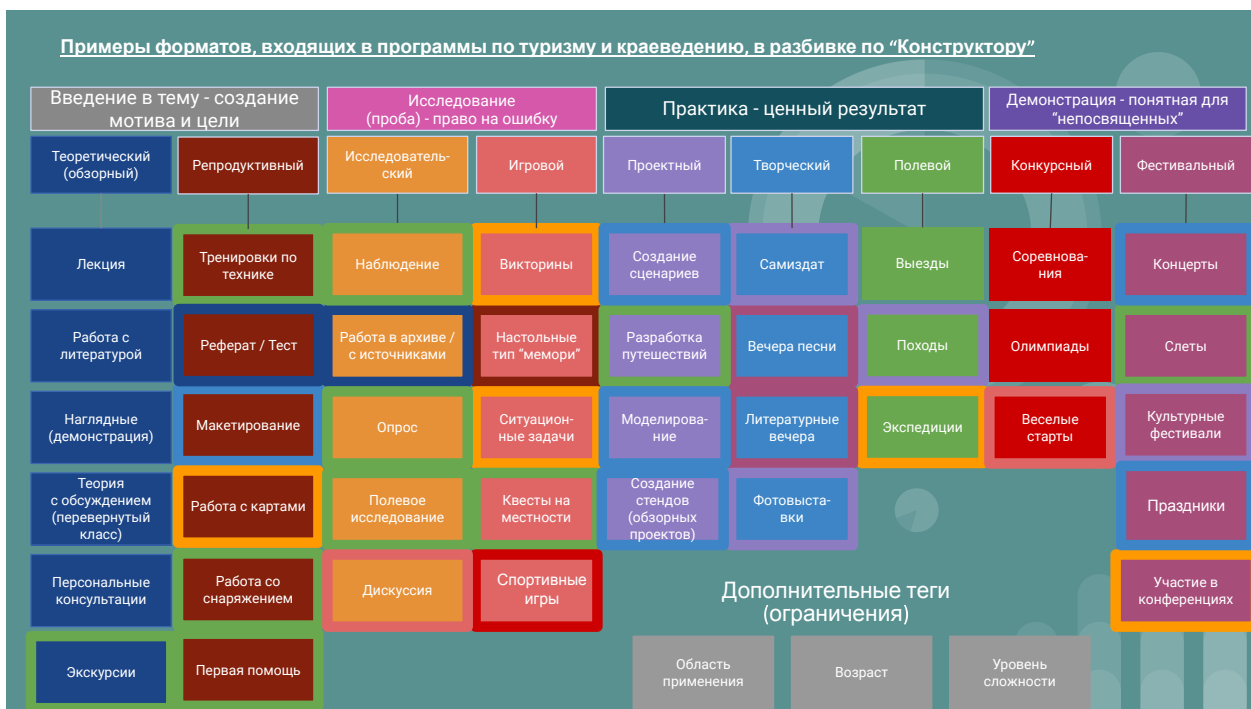 Примеры форматов, входящих в программы по туризму и краеведению, в разбивке по “Конструктору”
Введение в тему - создание
мотива и цели
Исследование
(проба) - право на ошибку
Практика - ценный результат
Демонстрация - понятная для
“непосвященных”
Теоретический
(обзорный)
Репродуктивный
Исследователь-
ский
Игровой
Проектный
Творческий
Полевой
Конкурсный
Фестивальный
Лекция
Тренировки по
технике
Наблюдение
Викторины
Создание
сценариев
Самиздат
Выезды
Соревнова-
ния
Концерты
Работа с
литературой
Реферат / Тест
Работа в архиве /
с источниками
Настольные
тип “мемори”
Разработка
путешествий
Вечера песни
Походы
Олимпиады
Слеты
Наглядные
(демонстрация)
Макетирование
Опрос
Ситуацион-
ные задачи
Моделирова-
ние
Литературные
вечера
Экспедиции
Веселые
старты
Культурные
фестивали
Теория
с обсуждением
(перевернутый
класс)
Работа с картами
Полевое
исследование
Квесты на
местности
Создание
стендов
(обзорных
проектов)
Фотовыста-
вки
Праздники
Персональные
консультации
Работа со
снаряжением
Дискуссия
Спортивные
игры
Дополнительные теги
(ограничения)
Участие в
конференциях
Экскурсии
Первая помощь
Область
применения
Возраст
Уровень
сложности